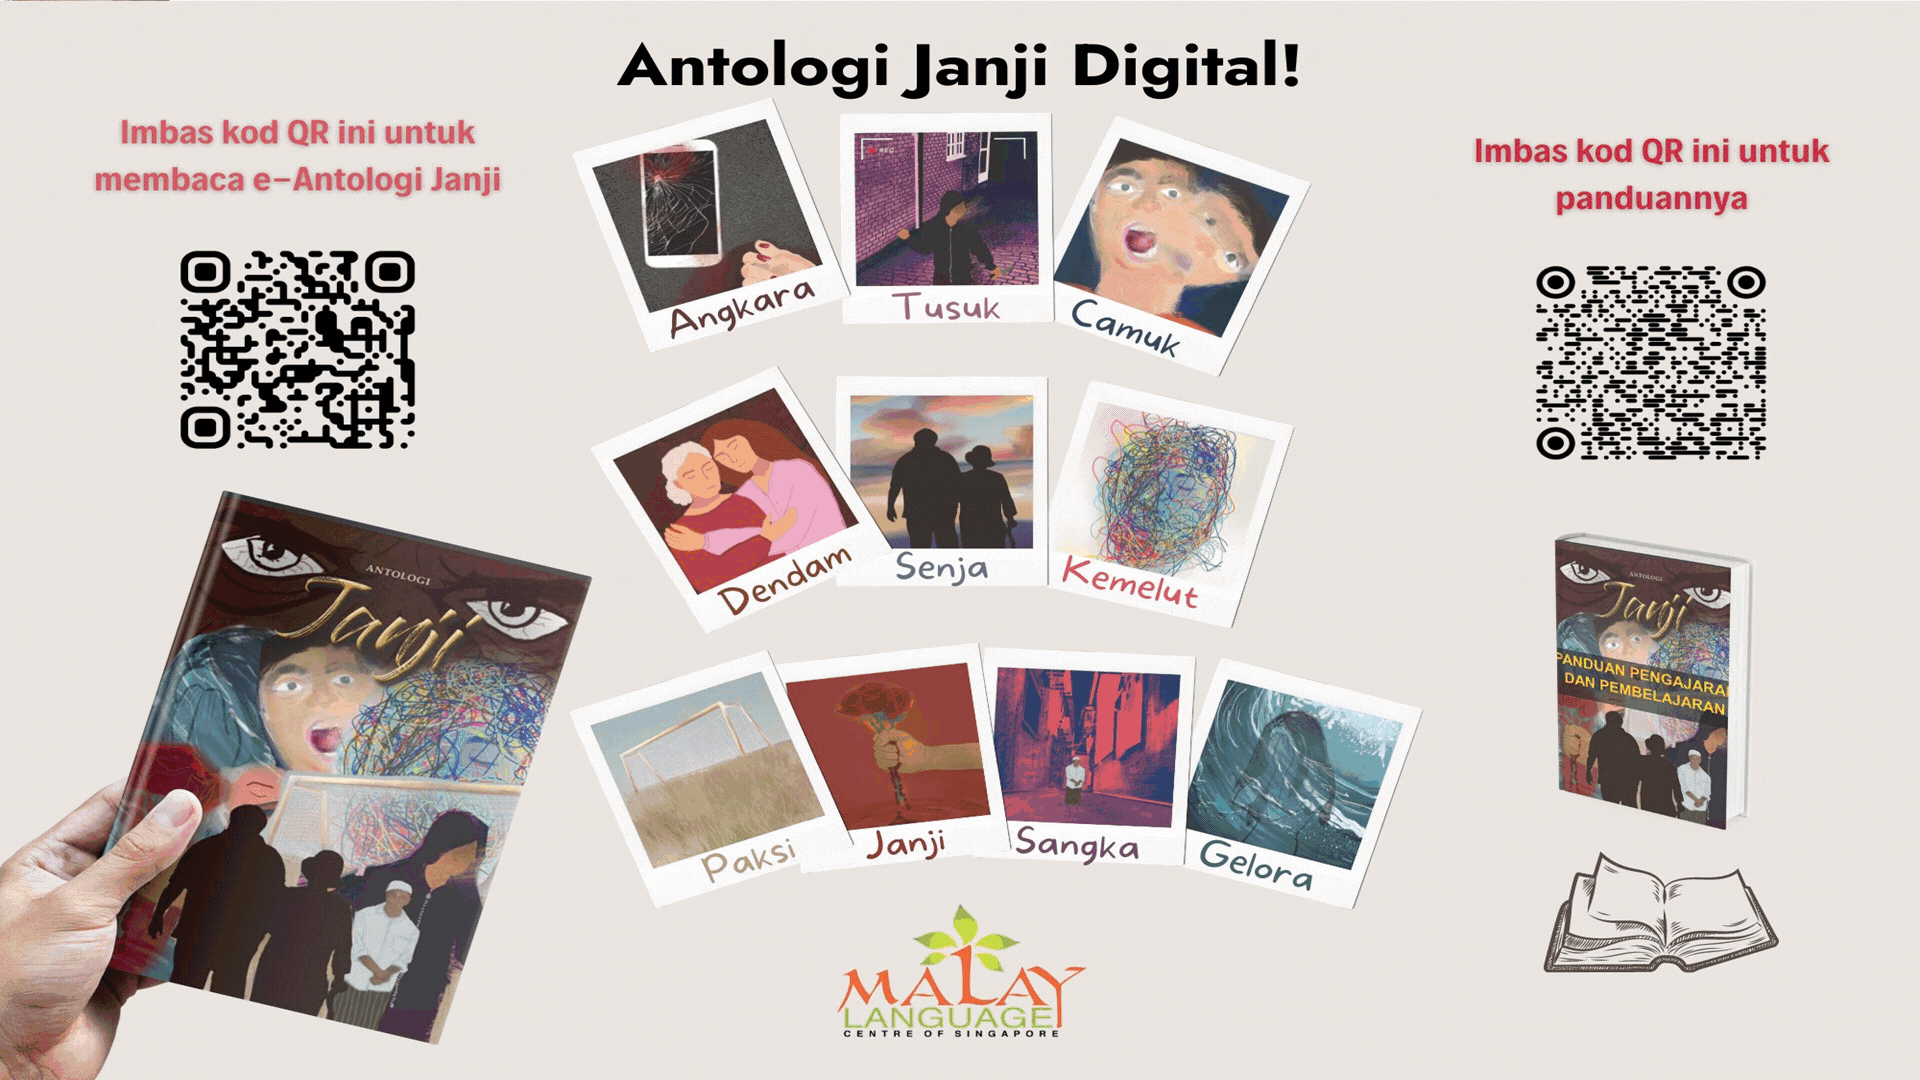 Antologi Janji Digital!
Imbas kod QR ini untuk
membaca e-Antologi Janji
Imbas kod QR ini untuk
panduannya
REC
Angkara
Tusuk
Camuk
Dendam
Senja
Kemelut
Paksi
Janji
Sangka
Gelora
ANTOLOGI
Janji
ANTOLOGI
Janji
PANDUAN PENGAJARAN
DAN PEMBELAJARAN
MALAY
LANGUAGE
CENTRE OF SINGAPORE